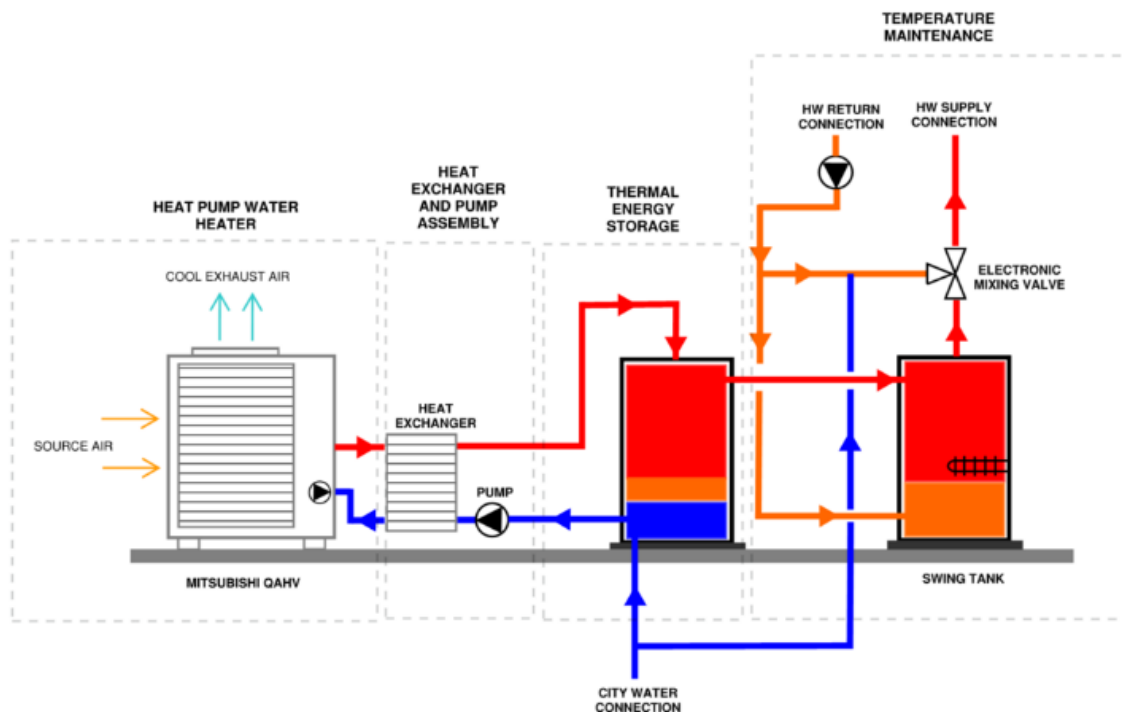 TEMPERATURE
MAINTENANCE
HW RETURN
CONNECTION
HW SUPPLY
CONNECTION
HEAT
EXCHANGER
AND PUMP
ASSEMBLY
THERMAL
ENERGY
STORAGE
HEAT PUMP WATER
HEATER
COOL EXHAUST AIR
ELECTRONIC
MIXING VALVE
HEAT
EXCHANGER
SOURCE AIR
PUMP
MITSUBISHI QAHV
SWING TANK
CITY WATER
CONNECTION